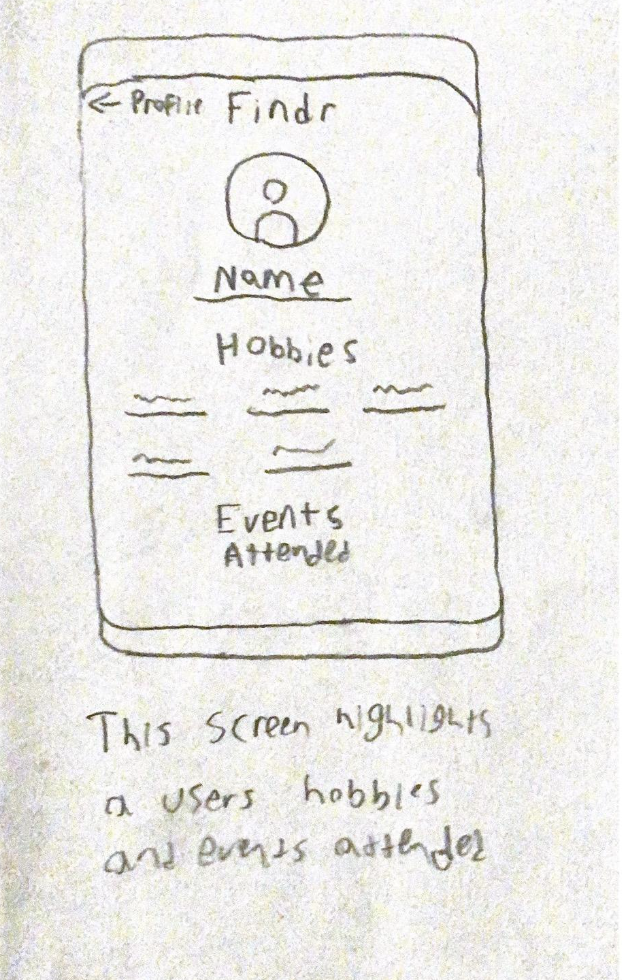 ← Profile Findr
Name
Hobbies
Events
Attended
This screen highlights
a users hobbies
and events attended